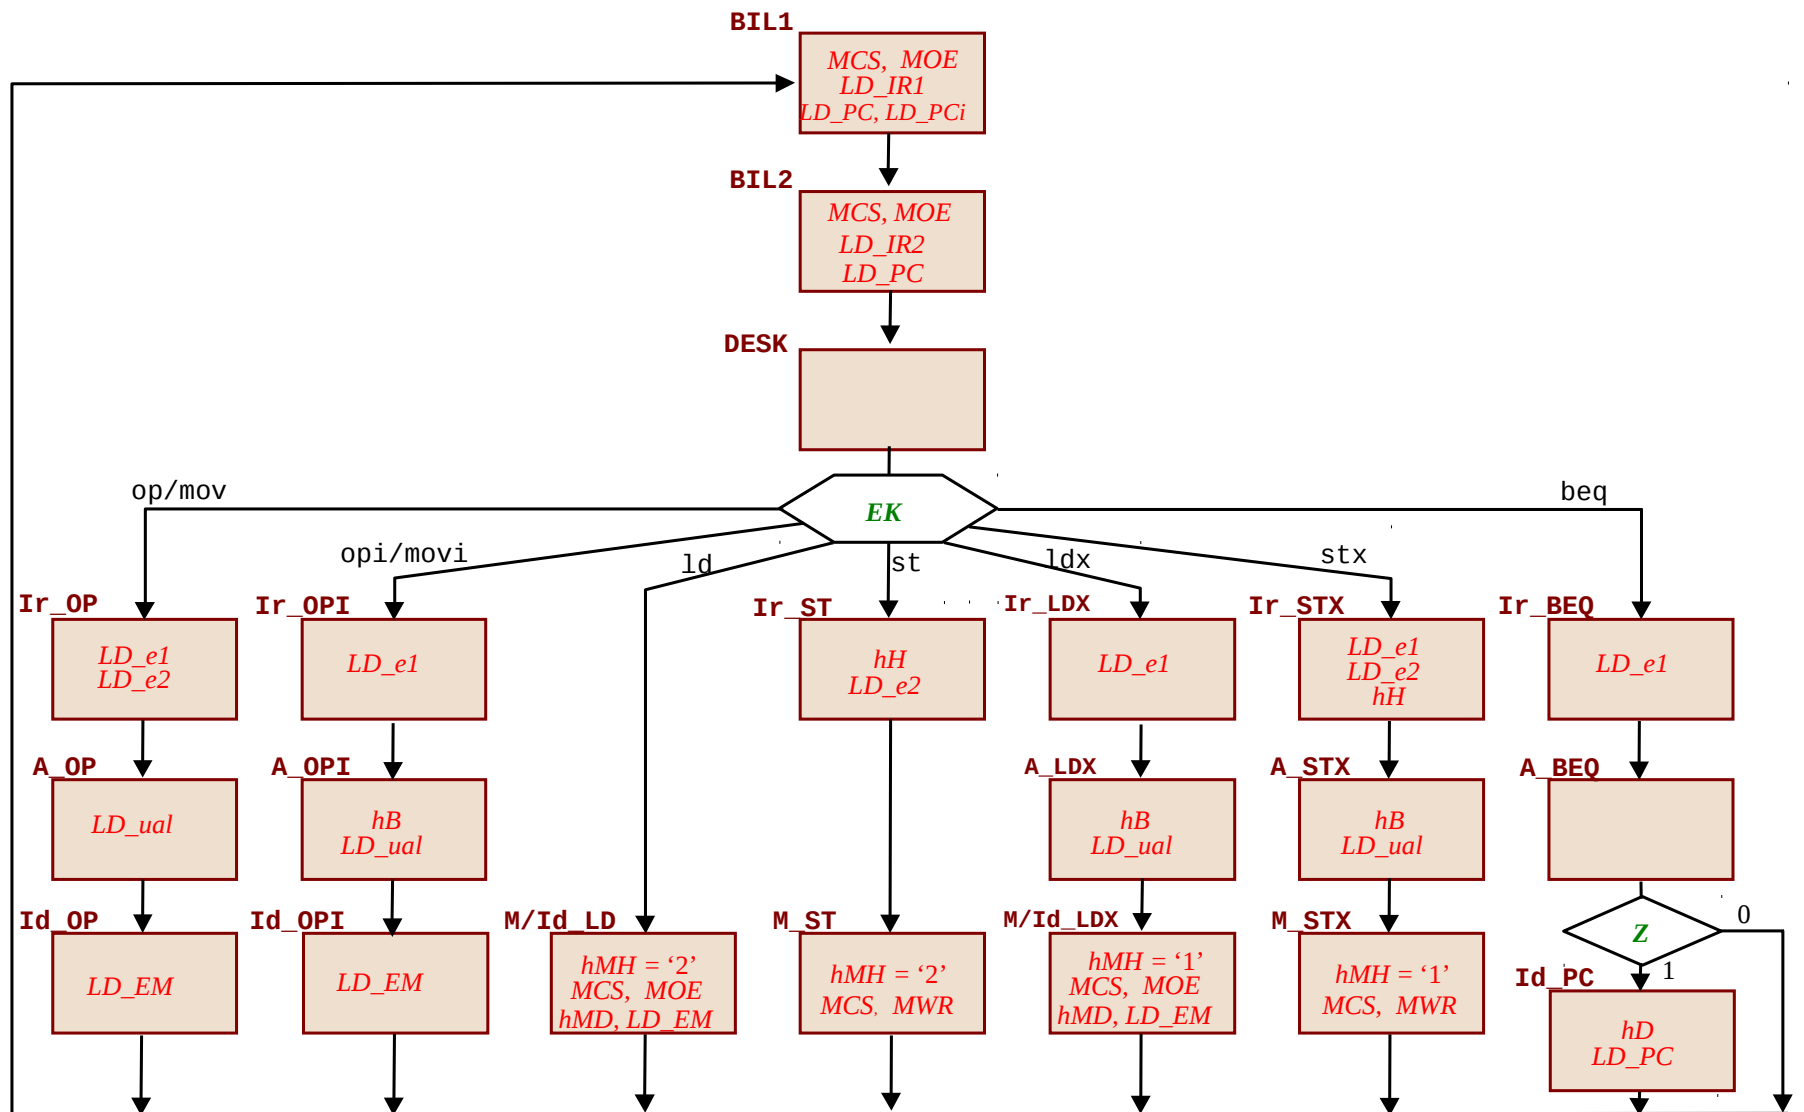 BIL1
MCS, MOE
LD_IR1
LD_PC, LD_PCi
BIL2
MCS, MOE
LD_IR2
LD_PC
DESK
EK
op/mov
opi/movi
ld
st
ldx
stx
beq
Ir_OP
LD_e1
LD_e2
Ir_OPI
LD_e1
Ir_ST
hH
LD_e2
Ir_LDX
LD_e1
Ir_STX
LD_e1
LD_e2
hH
Ir_BEQ
LD_e1
A_OP
LD_ual
A_OPI
hB
LD_ual
A_LDX
hB
LD_ual
A_STX
hB
LD_ual
A_BEQ
Z
0
1
Id_OP
LD_EM
Id_OPI
LD_EM
M/Id_LD
hMH = ‘2’
MCS, MOE
hMD, LD_EM
M_ST
hMH = ‘2’
MCS, MWR
M/Id_LDX
hMH = ‘1’
MCS, MOE
hMD, LD_EM
M_STX
hMH = ‘1’
MCS, MWR
Id_PC
hD
LD_PC